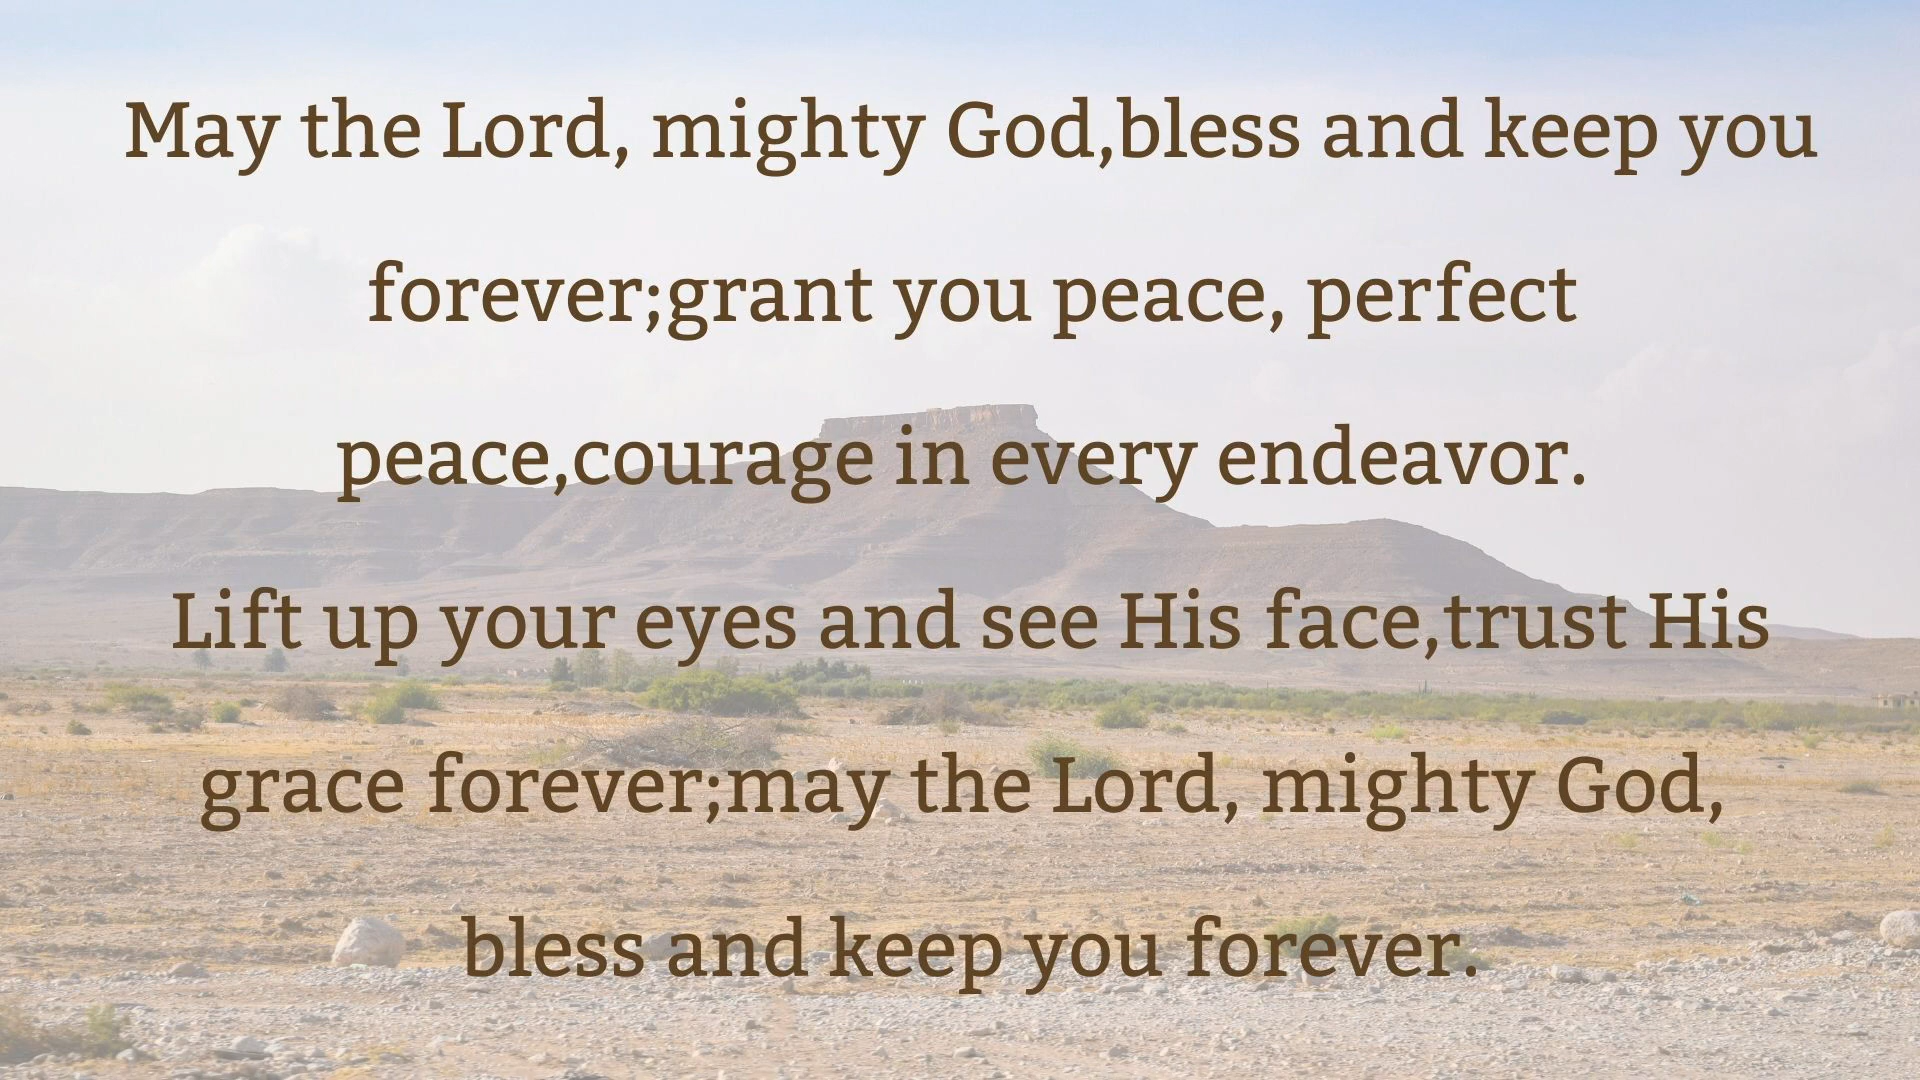 May the Lord, mighty God,bless and keep you
forever;grant you peace, perfect
peace,courage in every endeavor.
Lift up your eyes and see His face,trust His
grace forever;may the Lord, mighty God,
bless and keep you forever.